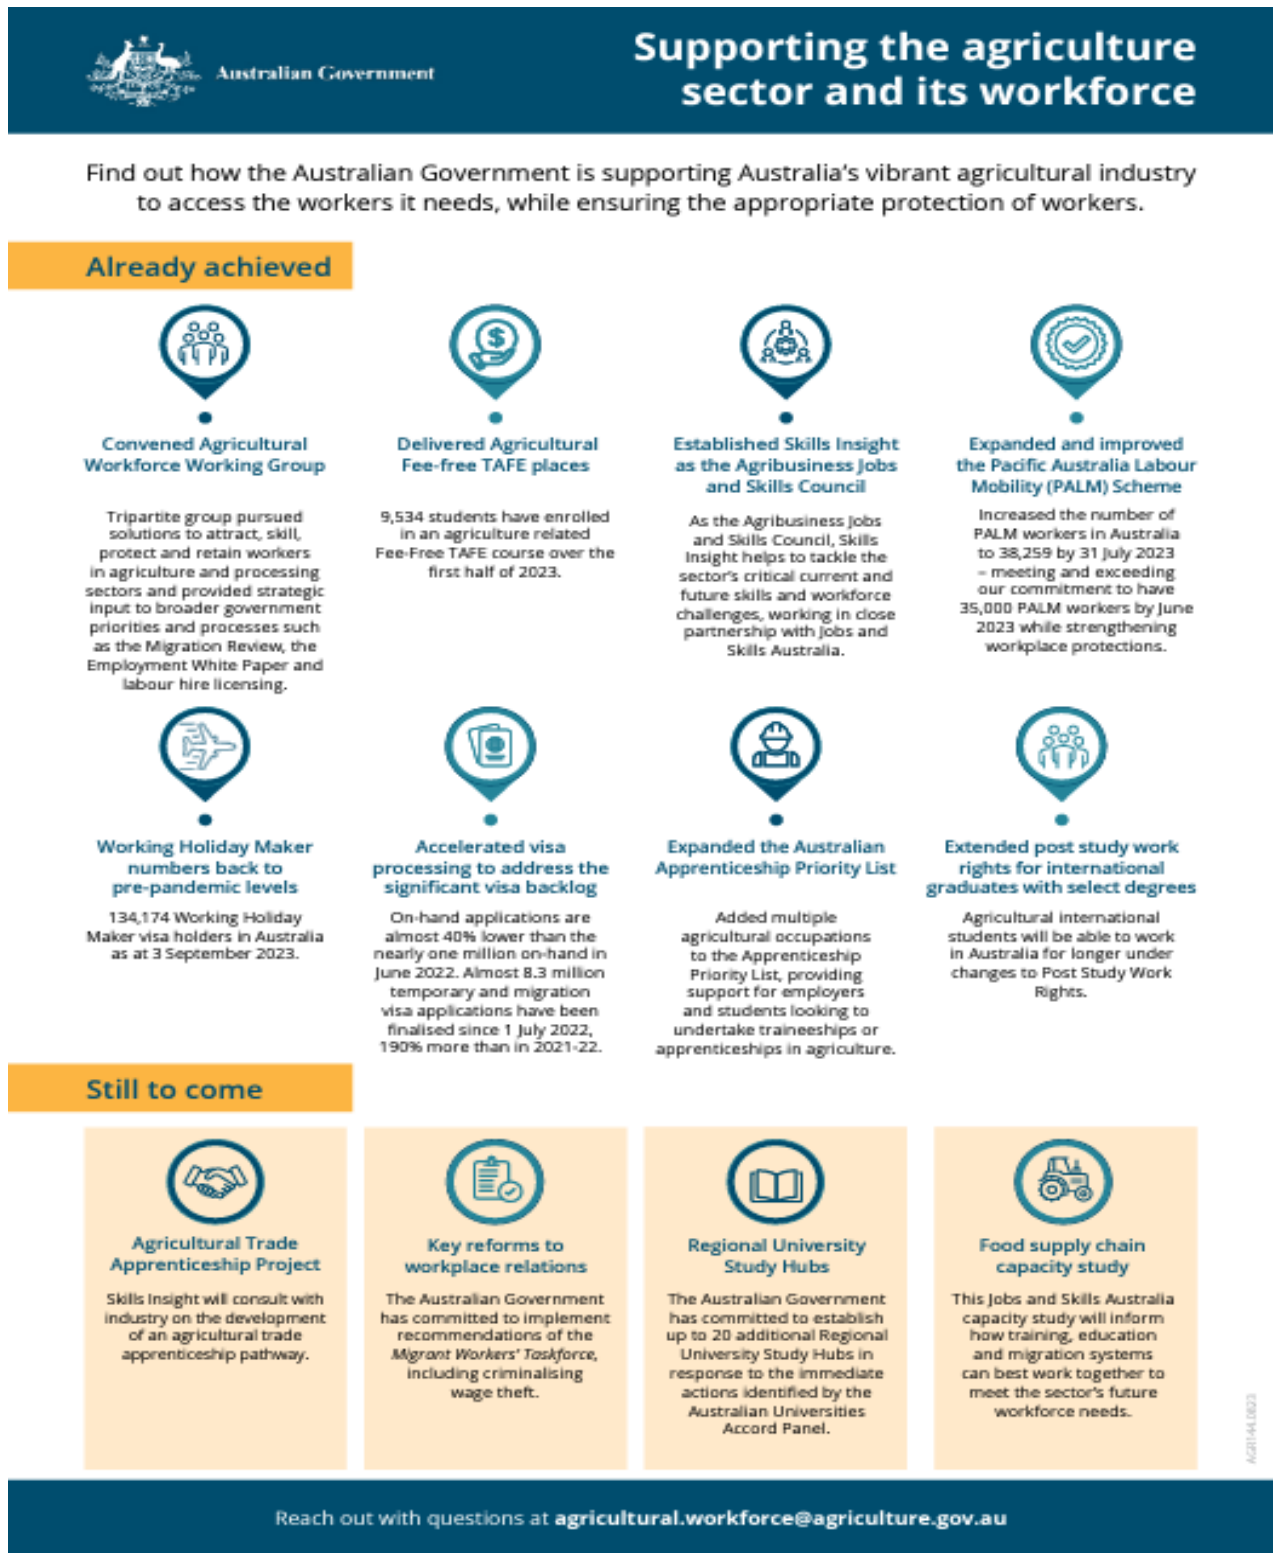 Australian Government
Supporting the agriculture
sector and its workforce
Find out how the Australian Government is supporting Australia's vibrant agricultural industry
to access the workers it needs, while ensuring the appropriate protection of workers.
Already achieved
Convened Agricultural
Workforce Working Group
Tripartite group pursued
solutions to attract, skill,
protect and retain workers
in agriculture and processing
sectors and provided strategic
input to broader government
priorities and processes such
as the Migration Review, the
Employment White Paper and
labour hire licensing.
Delivered Agricultural
Fee-free TAFE places
9,534 students have enrolled
in an agriculture related
Fee-Free TAFE course over the
first half of 2023.
Established Skills Insight
as the Agribusiness Jobs
and Skills Council
As the Agribusiness Jobs
and Skills Council, Skills
Insight helps to tackle the
sector's critical current and
future skills and workforce
challenges, working in close
partnership with Jobs and
Skills Australia.
Expanded and improved
the Pacific Australia Labour
Mobility (PALM) Scheme
Increased the number of
PALM workers in Australia
to 38,259 by 31 July 2023
– meeting and exceeding
our commitment to have
35,000 PALM workers by June
2023 while strengthening
workplace protections.
Working Holiday Maker
numbers back to
pre-pandemic levels
134,174 Working Holiday
Maker visa holders in Australia
as at 3 September 2023.
Accelerated visa
processing to address the
significant visa backlog
On-hand applications are
almost 40% lower than the
nearly one million on-hand in
June 2022. Almost 8.3 million
temporary and migration
visa applications have been
finalised since 1 July 2022,
190% more than in 2021-22.
Expanded the Australian
Apprenticeship Priority List
Added multiple
agricultural occupations
to the Apprenticeship
Priority List, providing
support for employers
and students looking to
undertake traineeships or
apprenticeships in agriculture.
Extended post study work
rights for international
graduates with select degrees
Agricultural international
students will be able to work
in Australia for longer under
changes to Post Study Work
Rights.
Still to come
Agricultural Trade
Apprenticeship Project
Skills Insight will consult with
industry on the development
of an agricultural trade
apprenticeship pathway.
Key reforms to
workplace relations
The Australian Government
has committed to implement
recommendations of the
Migrant Workers' Taskforce,
including criminalising
wage theft.
Regional University
Study Hubs
The Australian Government
has committed to establish
up to 20 additional Regional
University Study Hubs in
response to the immediate
actions identified by the
Australian Universities
Accord Panel.
Food supply chain
capacity study
This Jobs and Skills Australia
capacity study will inform
how training, education
and migration systems
can best work together to
meet the sector's future
workforce needs.
AGR144.0823
Reach out with questions at agricultural.workforce@agriculture.gov.au